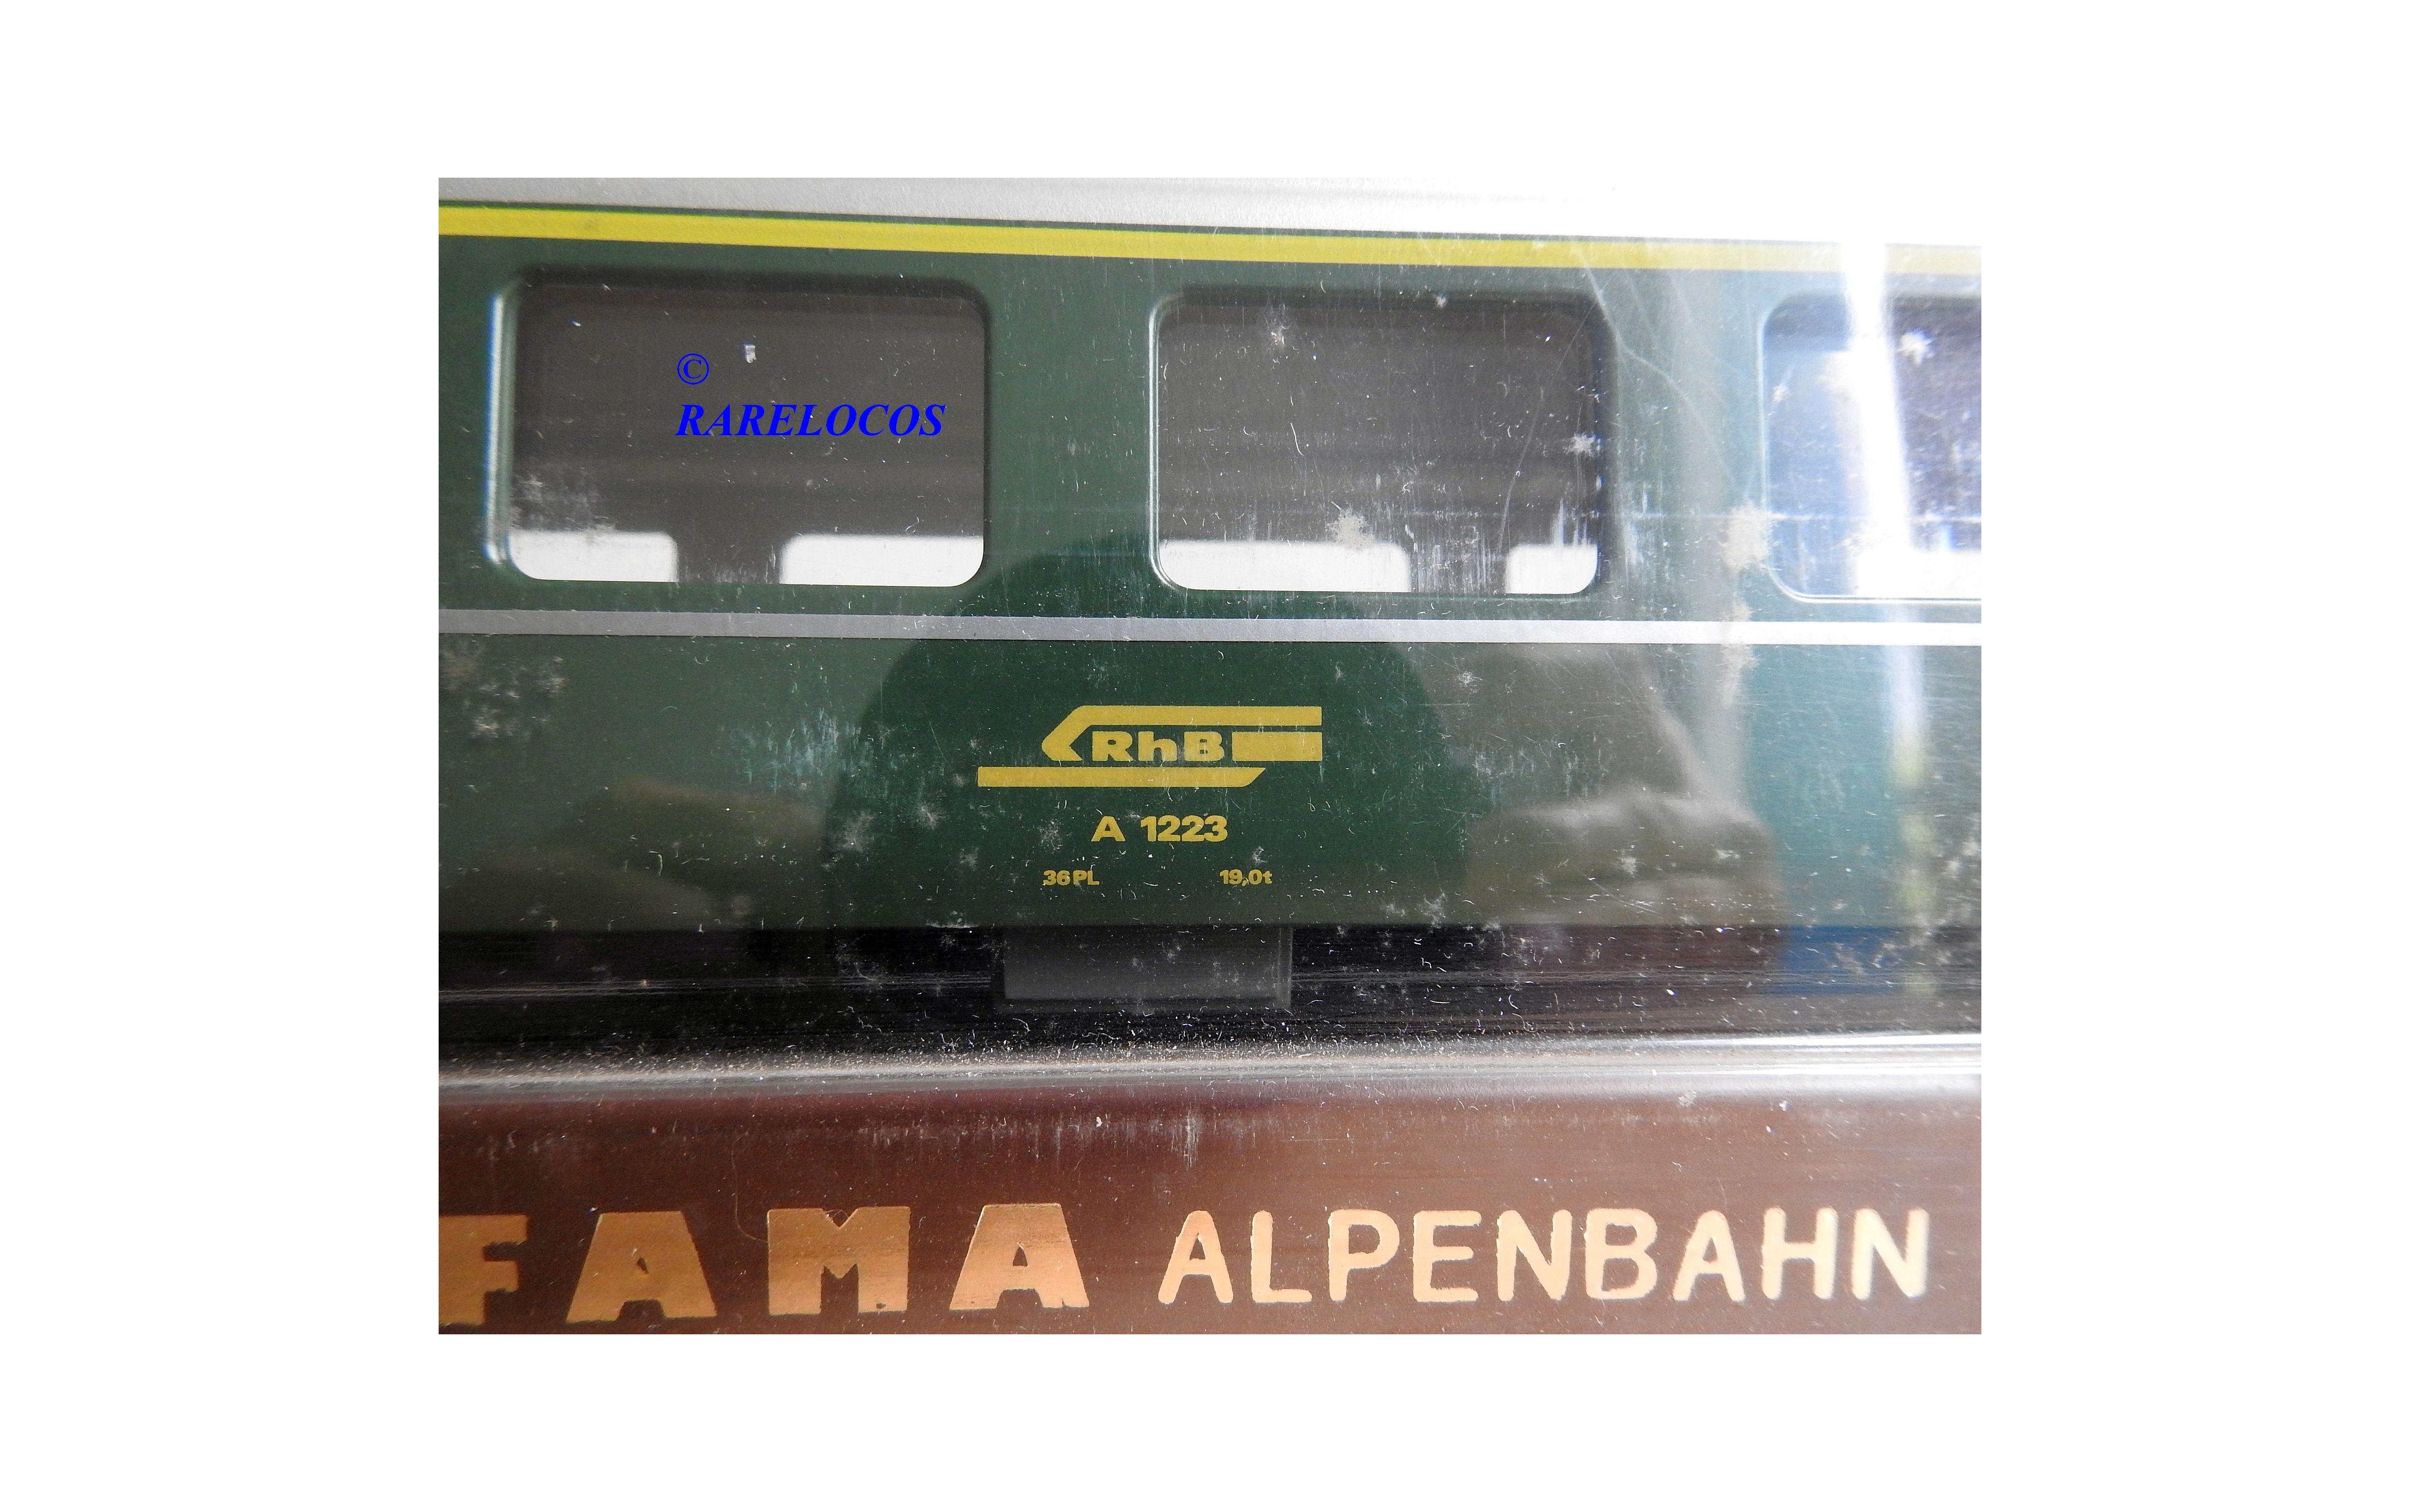 ©
RARELOCOS
RhB
A 1223
36PL 19,0t
FAMA ALPENBAHN